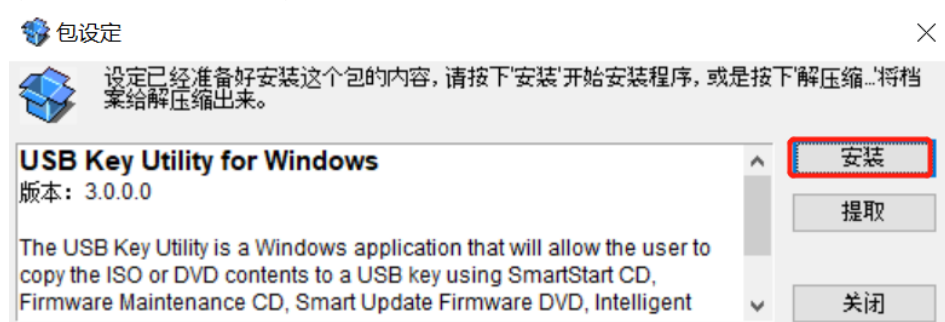 包设定
设定已经准备好安装这个包的内容, 请按下'安装'开始安装程序, 或是按下'解压缩...'将档
案给解压缩出来。
USB Key Utility for Windows
版本: 3.0.0.0
The USB Key Utility is a Windows application that will allow the user to
copy the ISO or DVD contents to a USB key using SmartStart CD,
Firmware Maintenance CD, Smart Update Firmware DVD, Intelligent
安装
提取
关闭